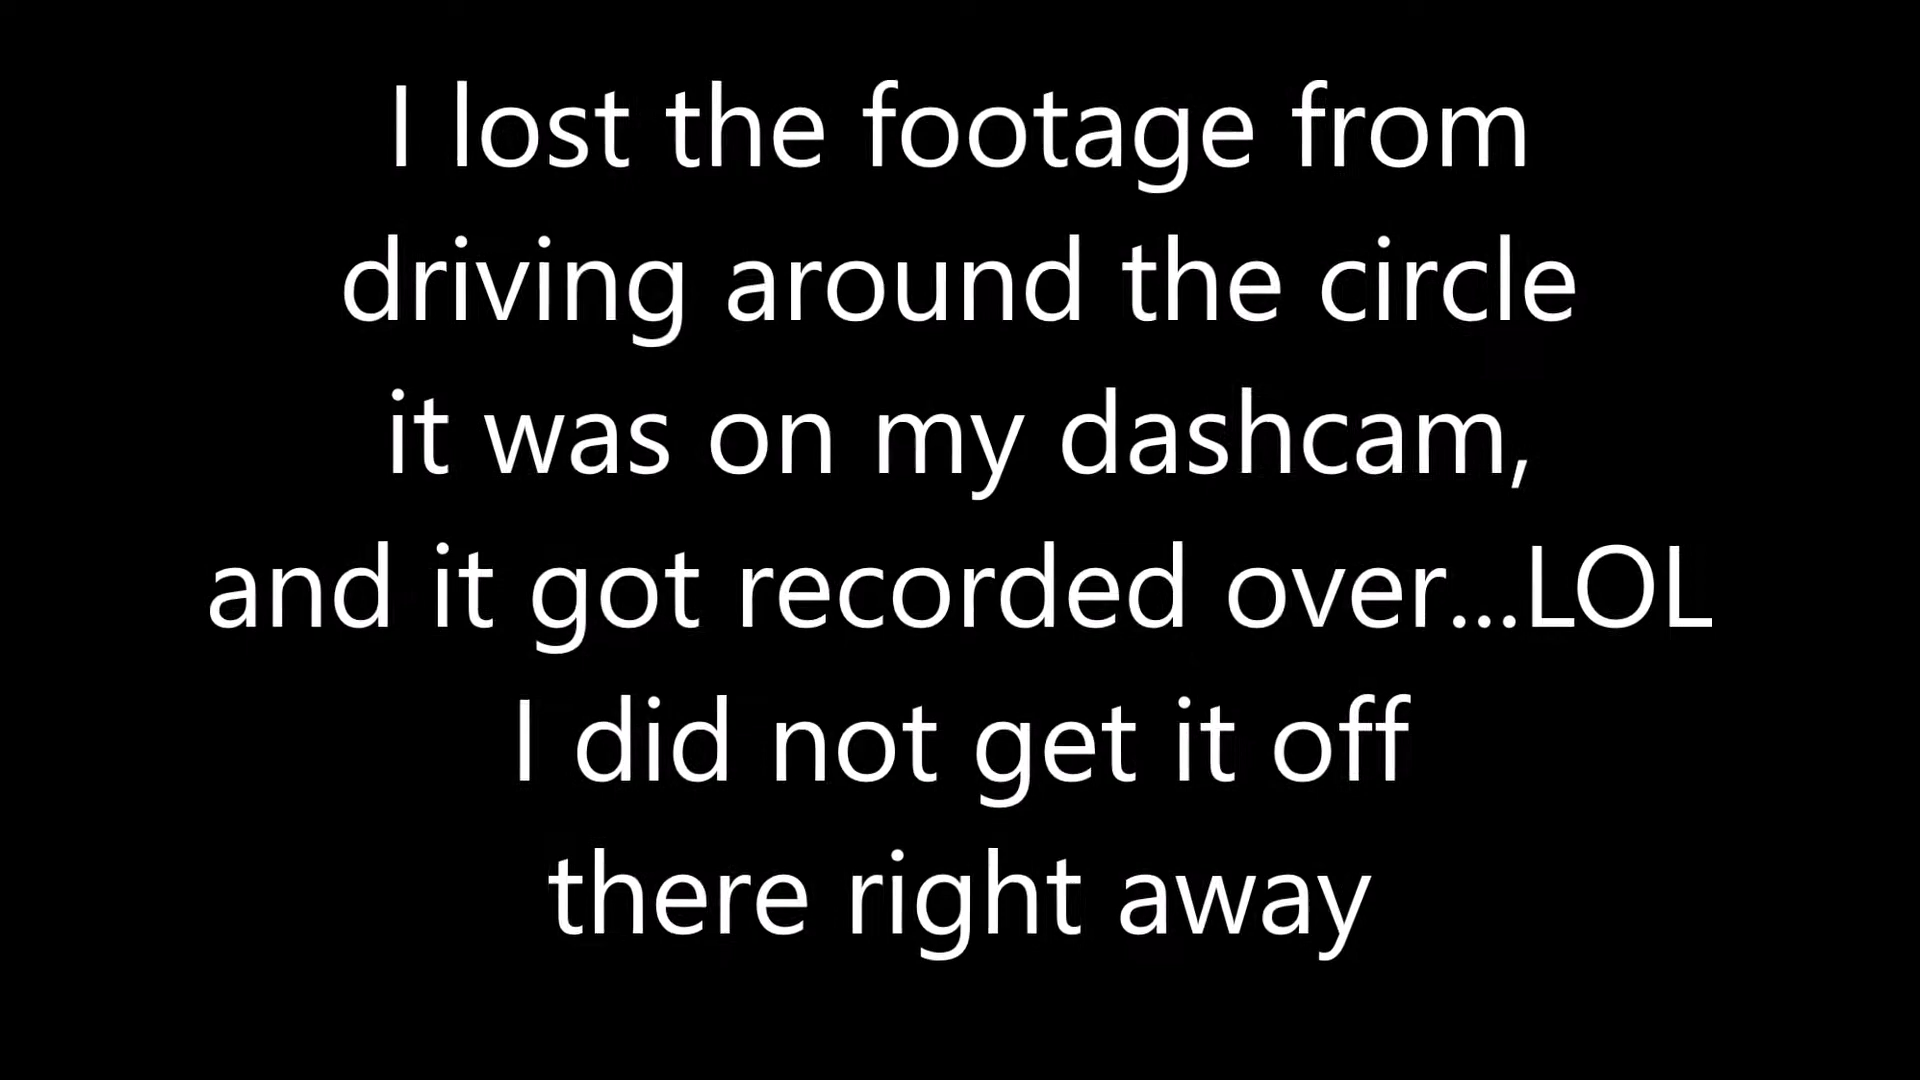 I lost the footage from
driving around the circle
it was on my dashcam,
and it got recorded over...LOL
I did not get it off
there right away